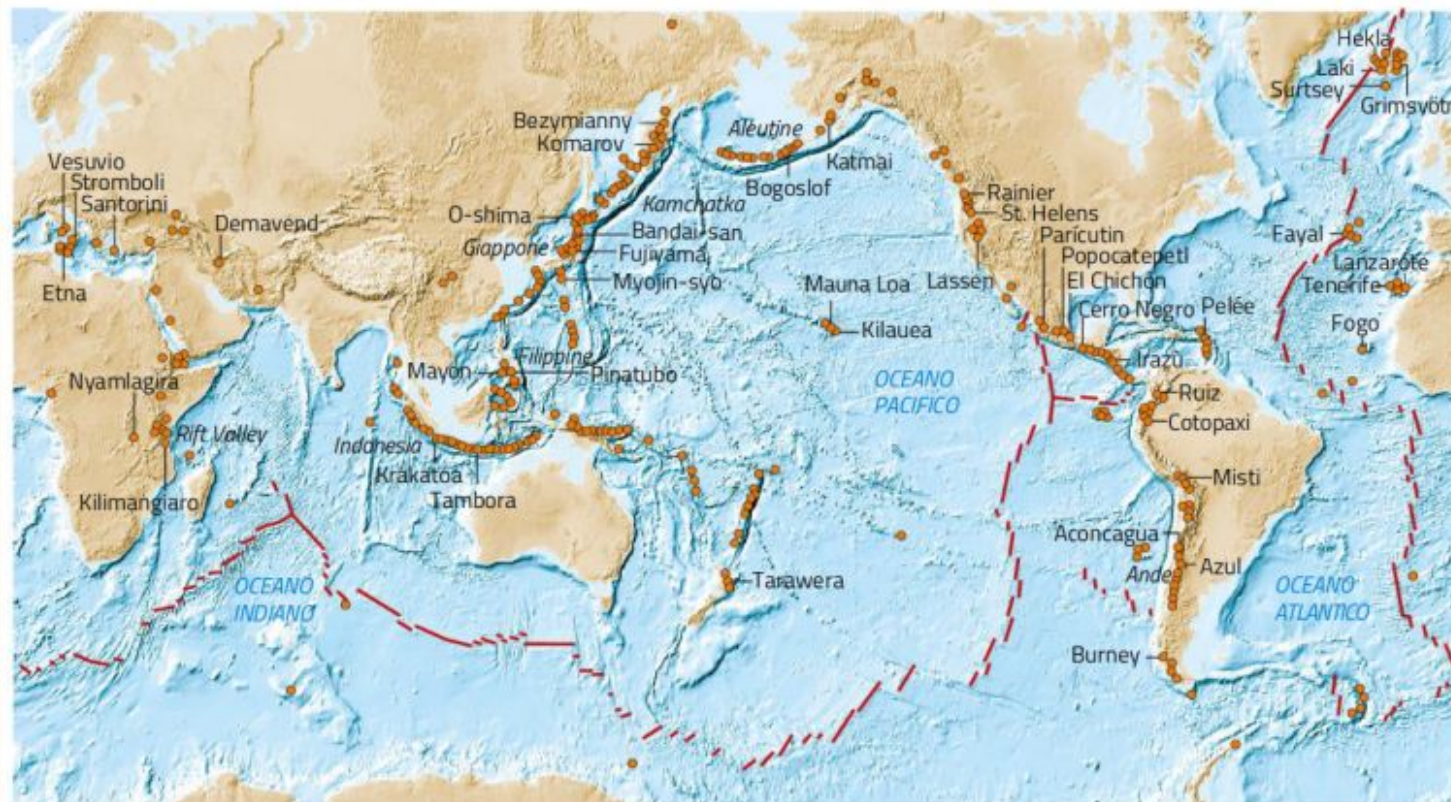 Hekla
Laki
Surtsey
Grimsyötn
Bezymianny
Komarov
Aleutine
Katmai
Bogoslof
Vesuvio
Stromboli
Santorini
Demavend
Etna
O-shima
Kamchatka
Giappone
Bandai-san
Fujiyama
Myojin-syo
Rainier
St. Helens
Parícutin
Popocatepetl
El Chichón
Lassen
Cerro Negro
Pelée
Fayal
Lanzarote
Tenerife
Fogo
Mauna Loa
Kilauea
Irazù
Ruiz
Cotopaxi
Nyamlagira
Rift Valley
Kilimangiaro
Filippine
Mayon
Pinatubo
Indonesia
Krakatoa
Tambora
OCEANO
PACIFICO
Misti
Aconcagua
Ande
Azul
Tarawera
OCEANO
INDIANO
OCEANO
ATLANTICO
Burney